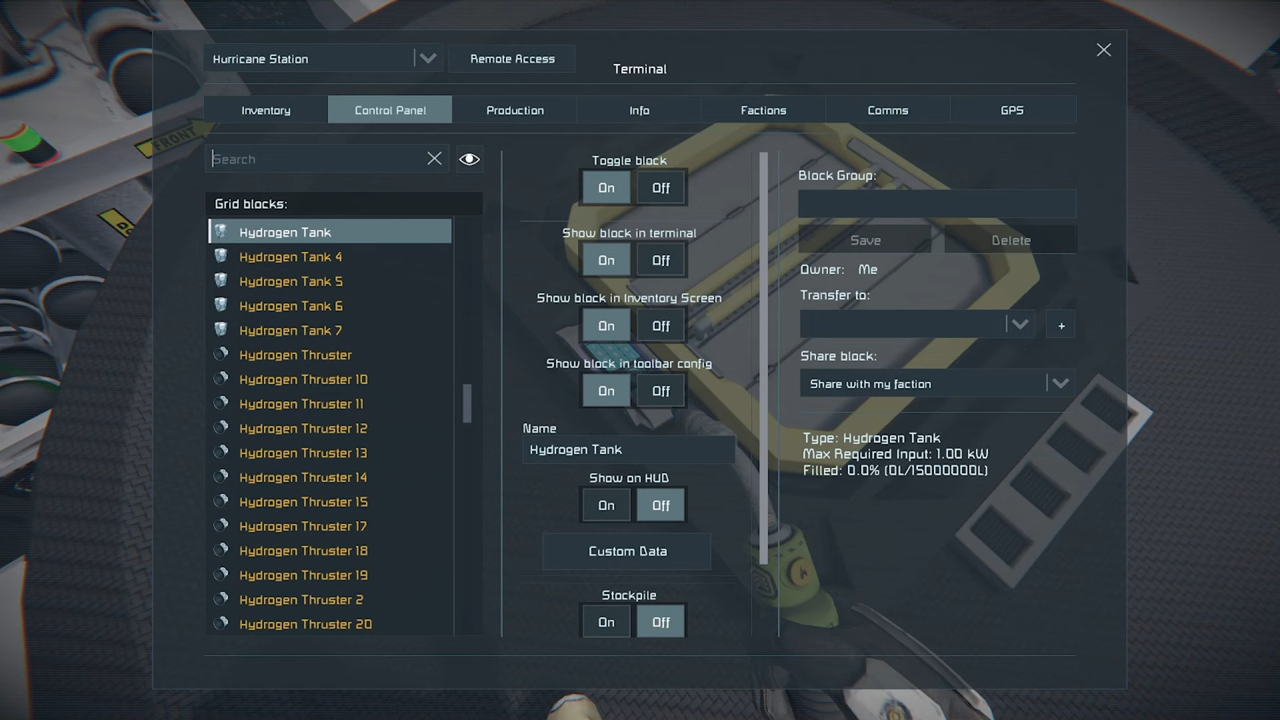 Hurricane Station
Remote Access
Terminal
Inventory
Control Panel
Production
Info
Factions
Comms
GPS
FRONT
Search
Grid blocks:
Hydrogen Tank
Hydrogen Tank 4
Hydrogen Tank 5
Hydrogen Tank 6
Hydrogen Tank 7
Hydrogen Thruster
Hydrogen Thruster 10
Hydrogen Thruster 11
Hydrogen Thruster 12
Hydrogen Thruster 13
Hydrogen Thruster 14
Hydrogen Thruster 15
Hydrogen Thruster 17
Hydrogen Thruster 18
Hydrogen Thruster 19
Hydrogen Thruster 2
Hydrogen Thruster 20
Toggle block
On Off
Show block in terminal
On Off
Show block in Inventory Screen
On Off
Show block in toolbar config
On Off
Name
Hydrogen Tank
Show on HUD
On Off
Custom Data
Stockpile
On Off
Block Group:
Save
Delete
Owner: Me
Transfer to:
+
Share block:
Share with my faction
Type: Hydrogen Tank
Max Required Input: 1.00 kW
Filled: 0.0% (0L/15000000L)